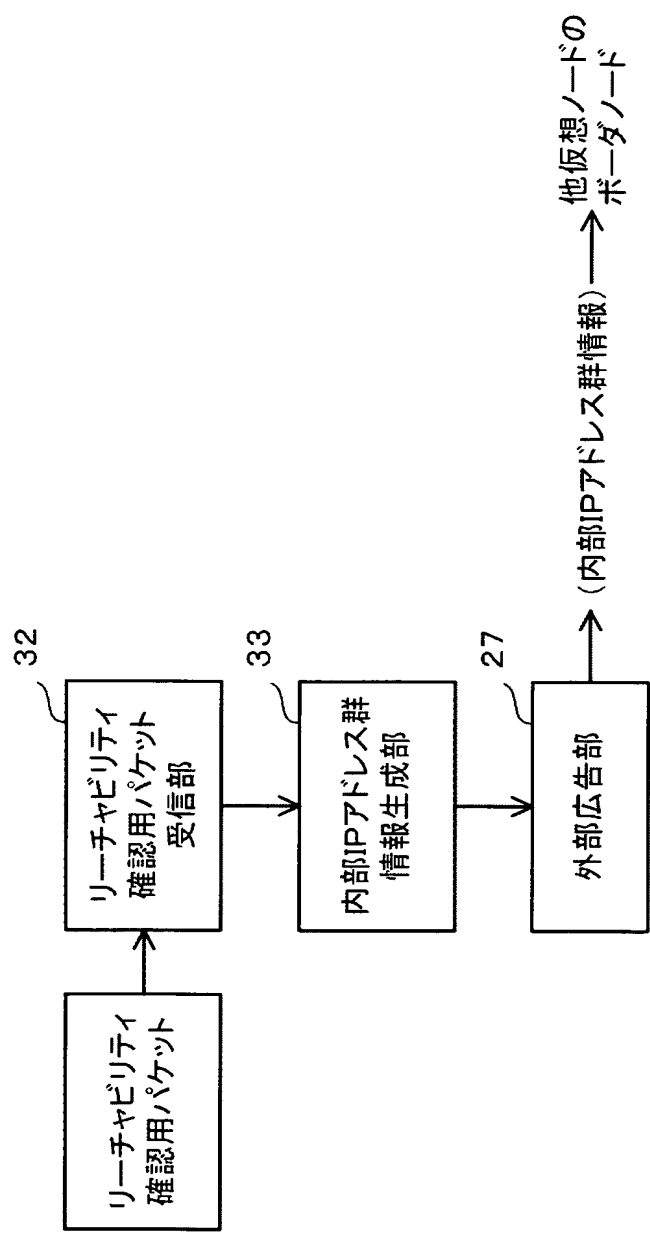 リーチャビリティ
確認用パケット
32
リーチャビリティ
確認用パケット
受信部
33
内部IPアドレス群
情報生成部
27
外部広告部
(内部IPアドレス群情報)
他仮想ノードの
ボーダノード